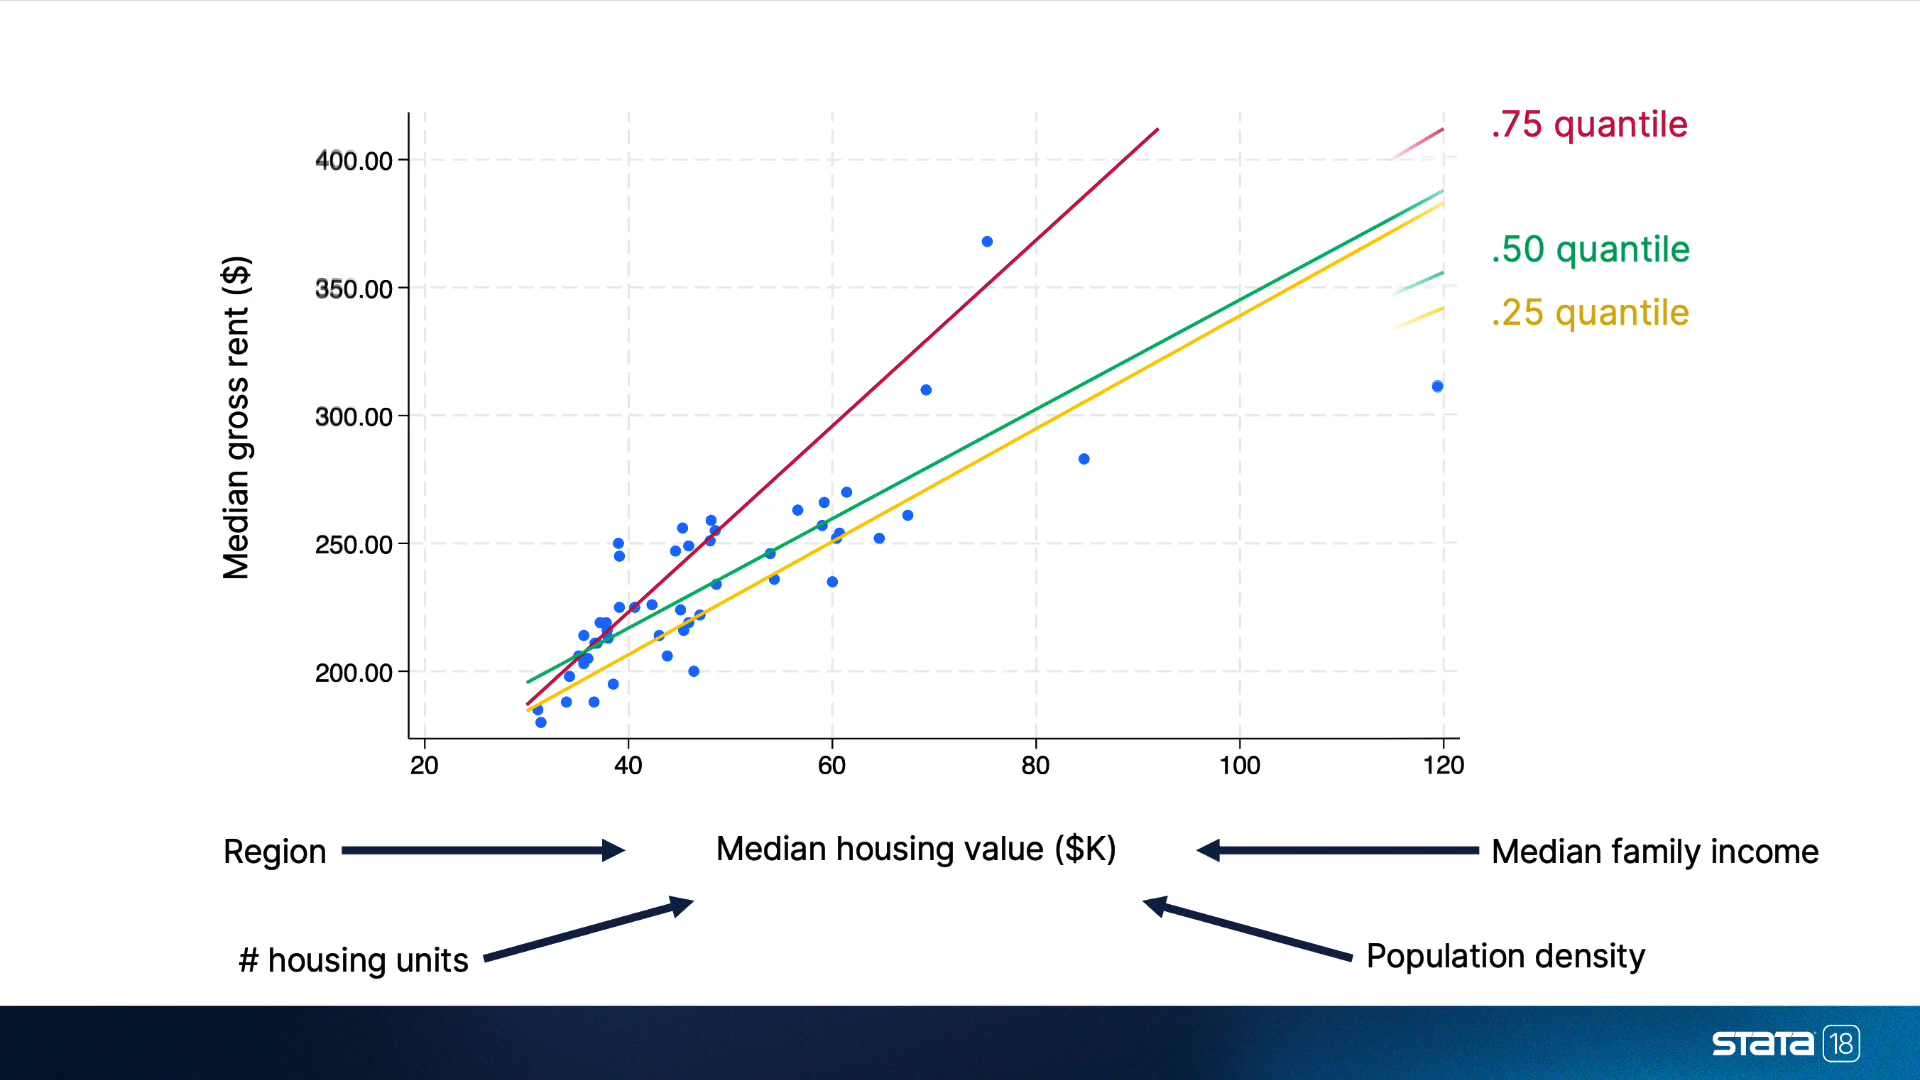 .75 quantile
400.00
.50 quantile
350.00
.25 quantile
Median gross rent ($)
300.00
250.00
200.00
20 40 60 80 100 120
Region
Median housing value ($K)
Median family income
# housing units
Population density
STATA 18